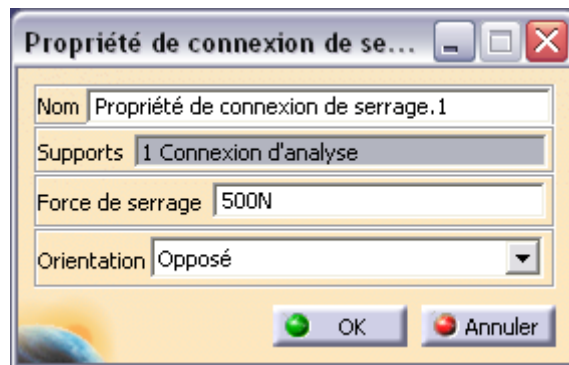 Propriété de connexion de se...
Nom Propriété de connexion de serrage.1
Supports 1 Connexion d'analyse
Force de serrage 500N
Orientation Opposé
OK Annuler